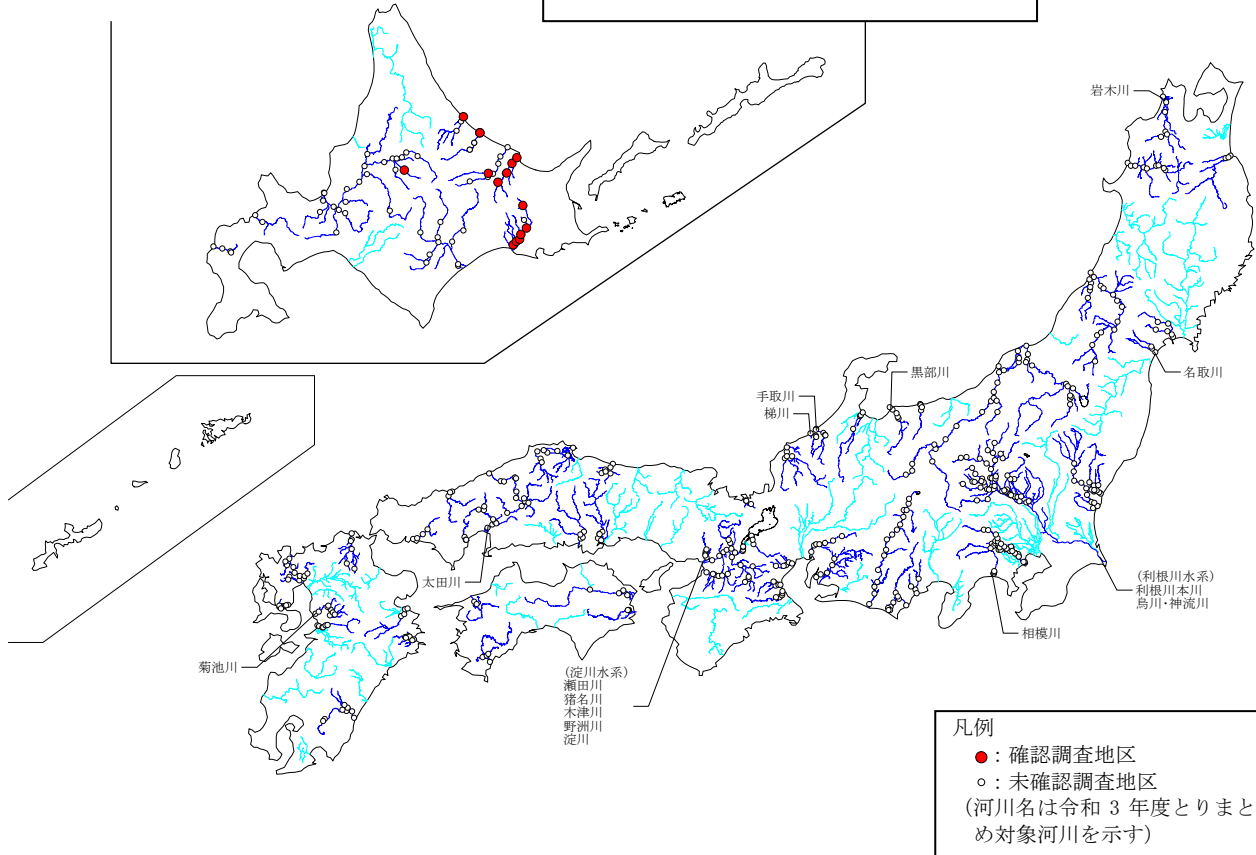 岩木川
名取川
黒部川
手取川
梯川
太田川
(利根川水系)
利根川本川
烏川・神流川
相模川
菊池川
(淀川水系)
瀬田川
猪名川
木津川
野洲川
淀川
凡例
：確認調査地区
：未確認調査地区
(河川名は令和 3 年度とりまと
め対象河川を示す)